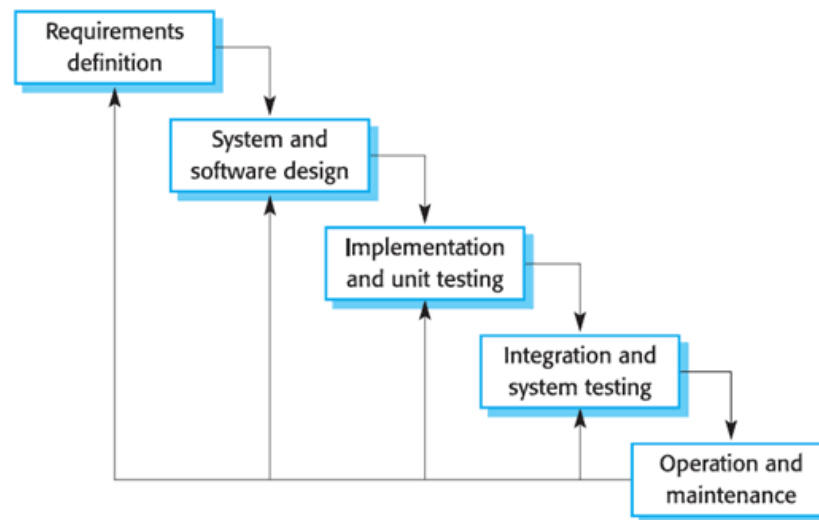 Requirements
definition
System and
software design
Implementation
and unit testing
Integration and
system testing
Operation and
maintenance